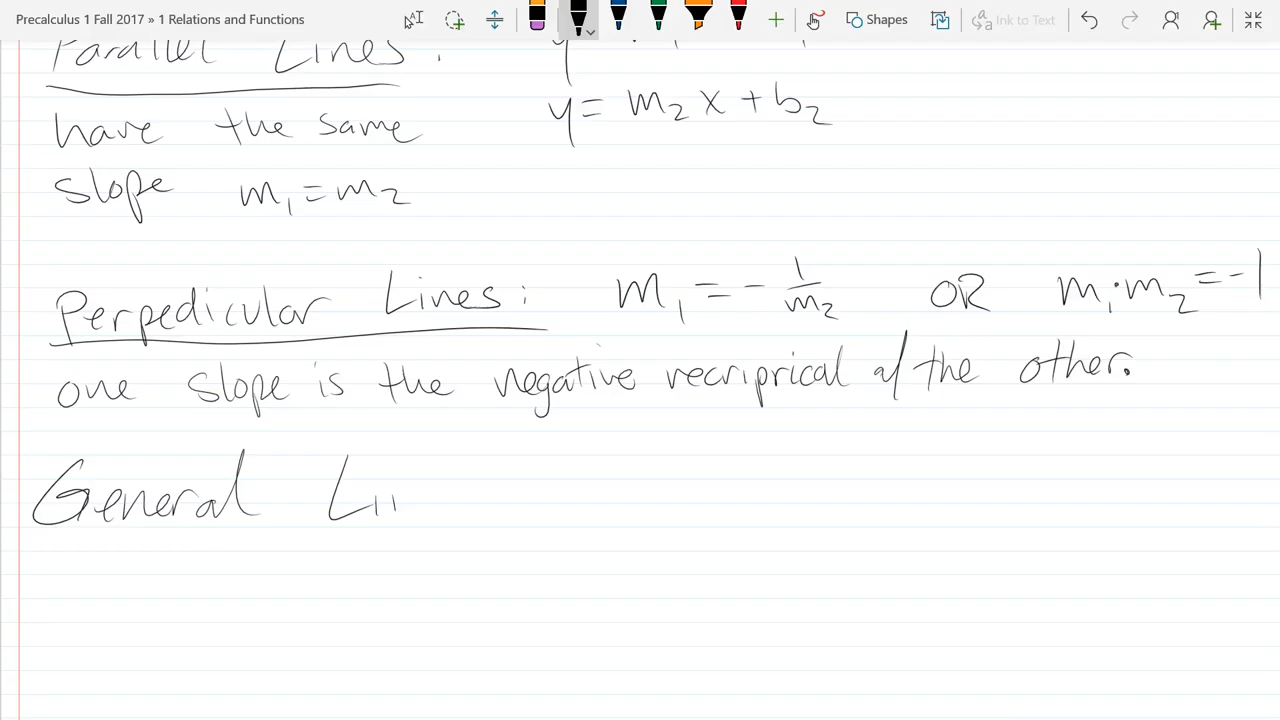 Precalculus 1 Fall 2017 » 1 Relations and Functions
Shapes
Ink to Text
Parallel Lines:
y = m₂x + b₂
have the same
slope m₁ = m₂
Perpedicular Lines: m₁ = - 1/m₂ OR m₁·m₂ = -1
one slope is the negative recriprical of the other.
General